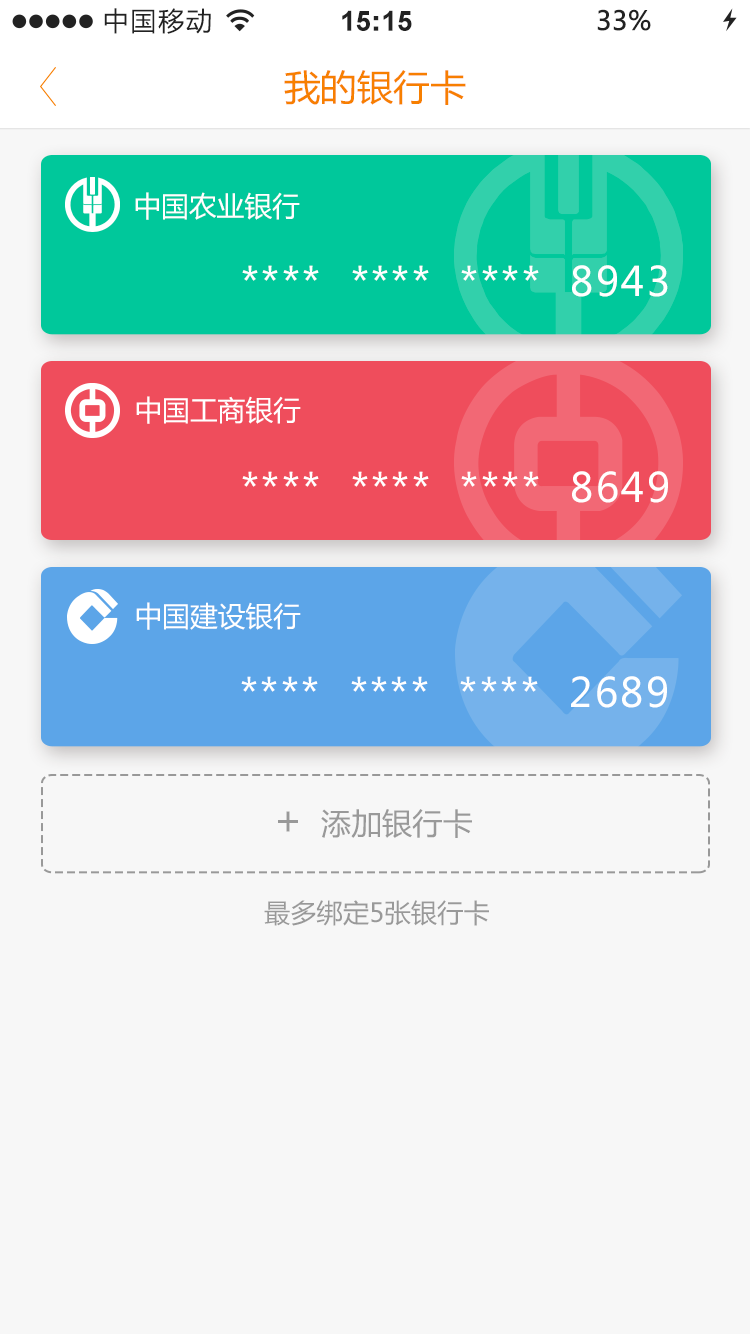 中国移动 15:15 33%
我的银行卡
中国农业银行
**** **** **** 8943
中国工商银行
**** **** **** 8649
中国建设银行
**** **** **** 2689
+ 添加银行卡
最多绑定5张银行卡